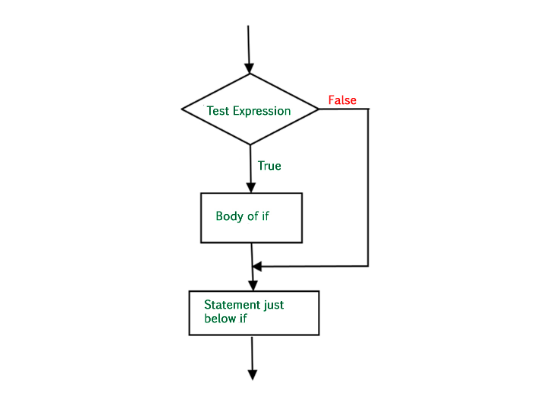 False
Test Expression
True
Body of if
Statement just
below if